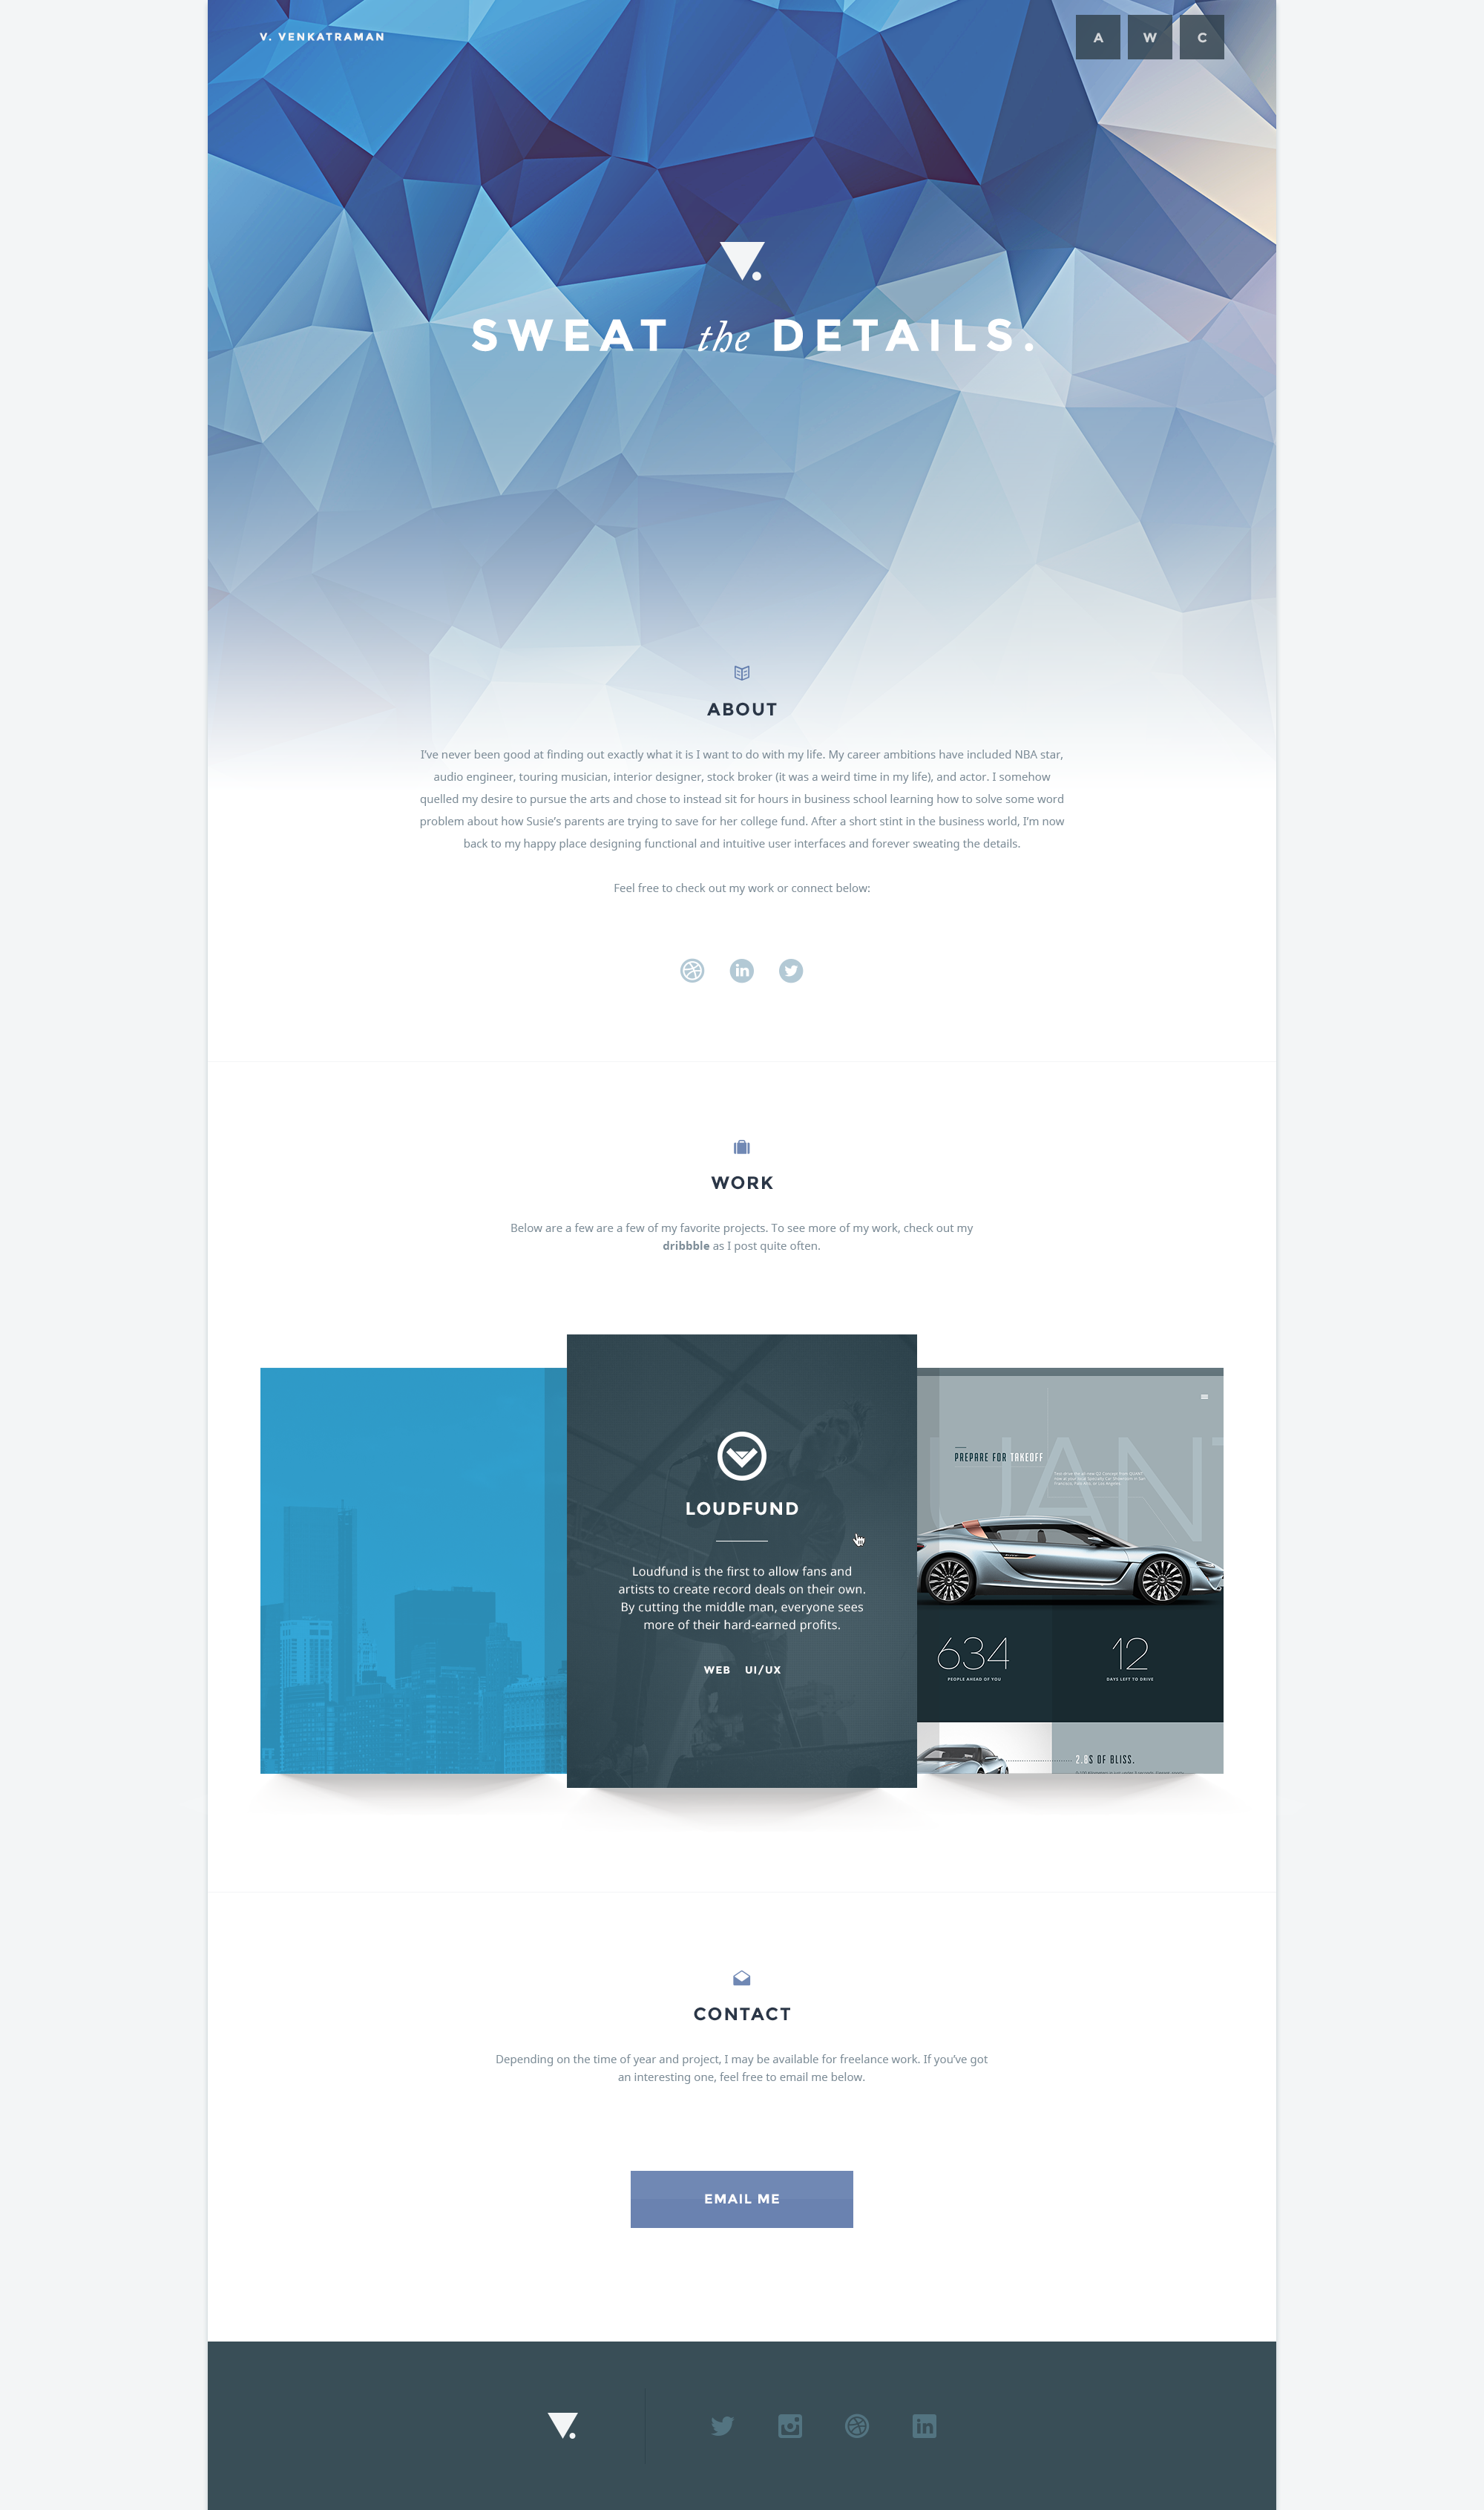 V. VENKATRAMAN
A W C
SWEAT the DETAILS.
ABOUT
I've never been good at finding out exactly what it is I want to do with my life. My career ambitions have included NBA star,
audio engineer, touring musician, interior designer, stock broker (it was a weird time in my life), and actor. I somehow
quelled my desire to pursue the arts and chose to instead sit for hours in business school learning how to solve some word
problem about how Susie's parents are trying to save for her college fund. After a short stint in the business world, I'm now
back to my happy place designing functional and intuitive user interfaces and forever sweating the details.
Feel free to check out my work or connect below:
in
WORK
Below are a few are a few of my favorite projects. To see more of my work, check out my
dribbble as I post quite often.
LOUDFUND
Loudfund is the first to allow fans and
artists to create record deals on their own.
By cutting the middle man, everyone sees
more of their hard-earned profits.
WEB UI/UX
UANT
PREPARE FOR TAKEOFF
634
PEOPLE AHEAD OF YOU
12
DAYS LEFT TO DRIVE
2.8S OF BLISS.
CONTACT
Depending on the time of year and project, I may be available for freelance work. If you've got
an interesting one, feel free to email me below.
EMAIL ME
in